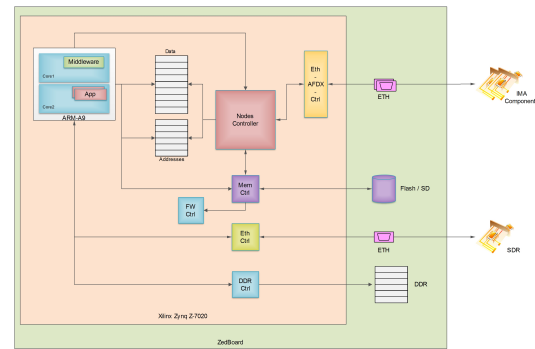 Data
Middleware
Core1
App
Core2
ARM-A9
Addresses
Nodes
Controller
Eth
-
AFDX
-
Ctrl
ETH
IMA
Component
Mem
Ctrl
Flash / SD
FW
Ctrl
Eth
Ctrl
ETH
SDR
DDR
Ctrl
DDR
Xilinx Zynq Z-7020
ZedBoard